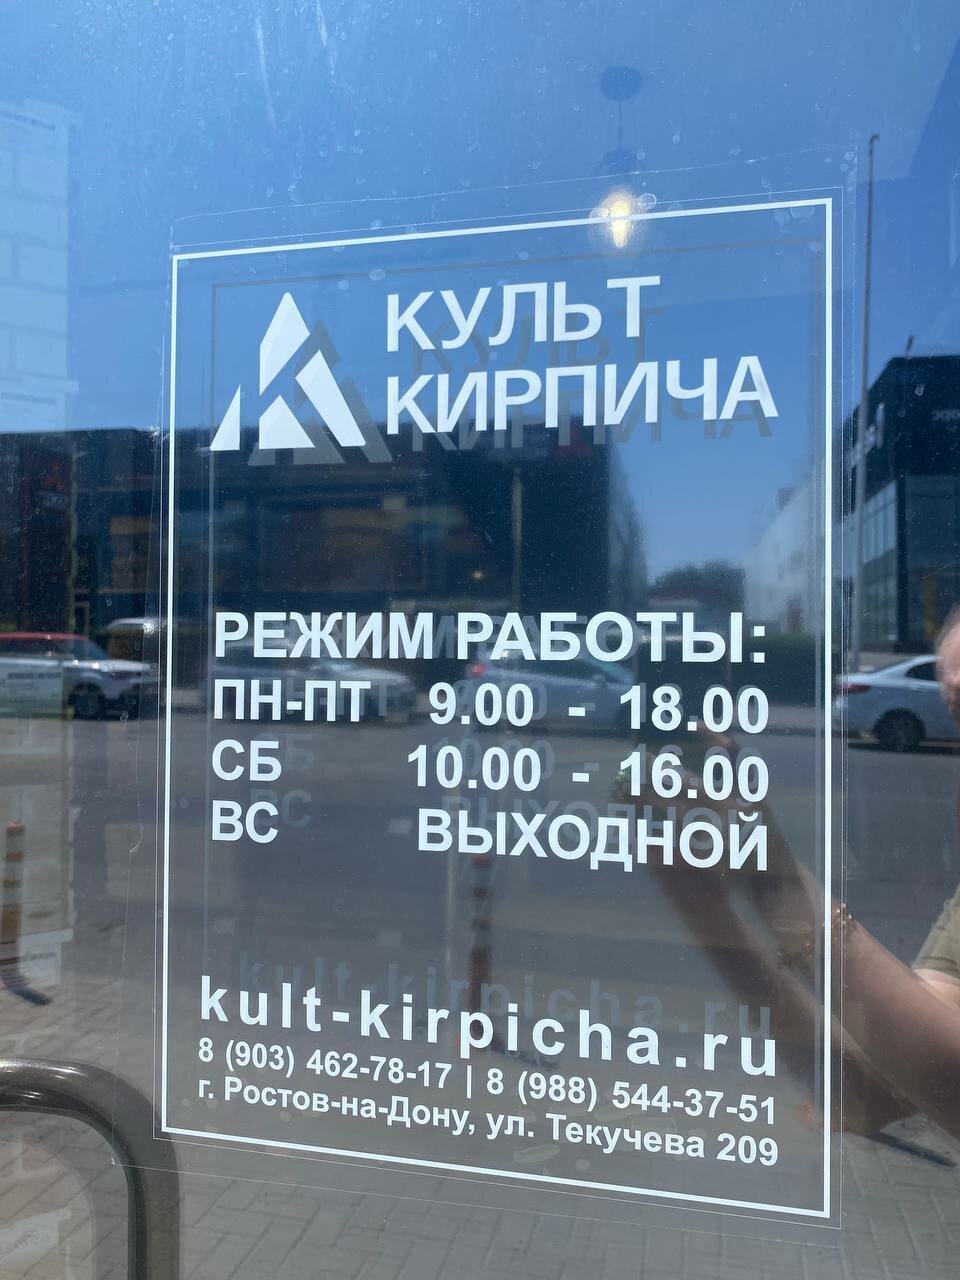 КУЛЬТ
КИРПИЧА
РЕЖИМ РАБОТЫ:
ПН-ПТ 9.00 - 18.00
СБ 10.00 - 16.00
ВС ВЫХОДНОЙ
kult-kirpicha.ru
8 (903) 462-78-17 | 8 (988) 544-37-51
г. Ростов-на-Дону, ул. Текучева 209